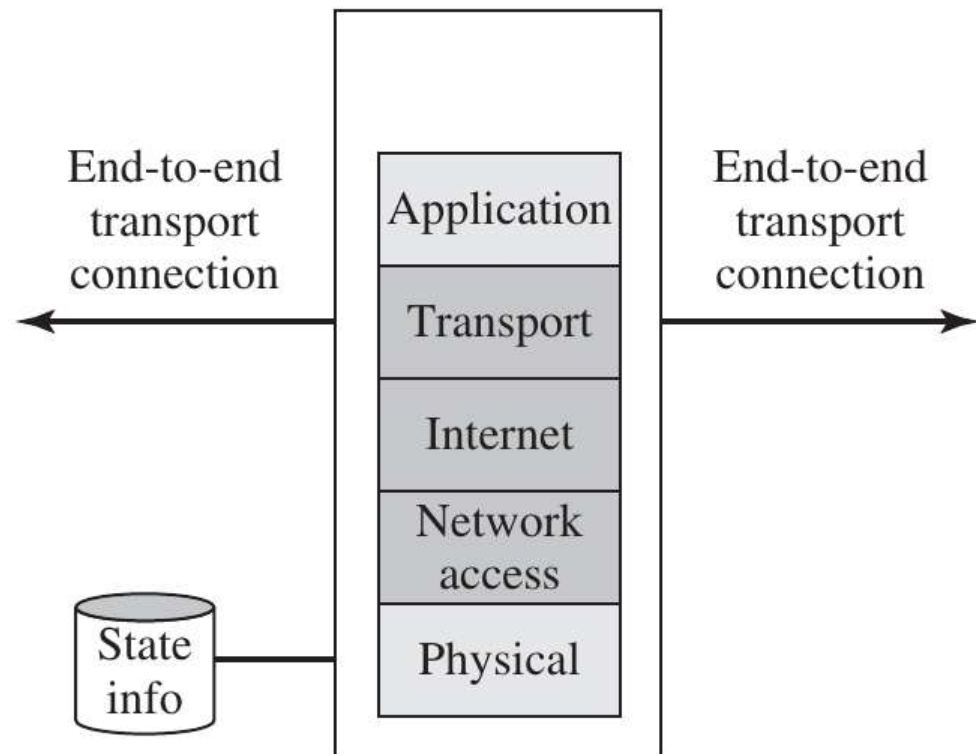 End-to-end
transport
connection
Application
Transport
Internet
Network
access
Physical
End-to-end
transport
connection
State
info